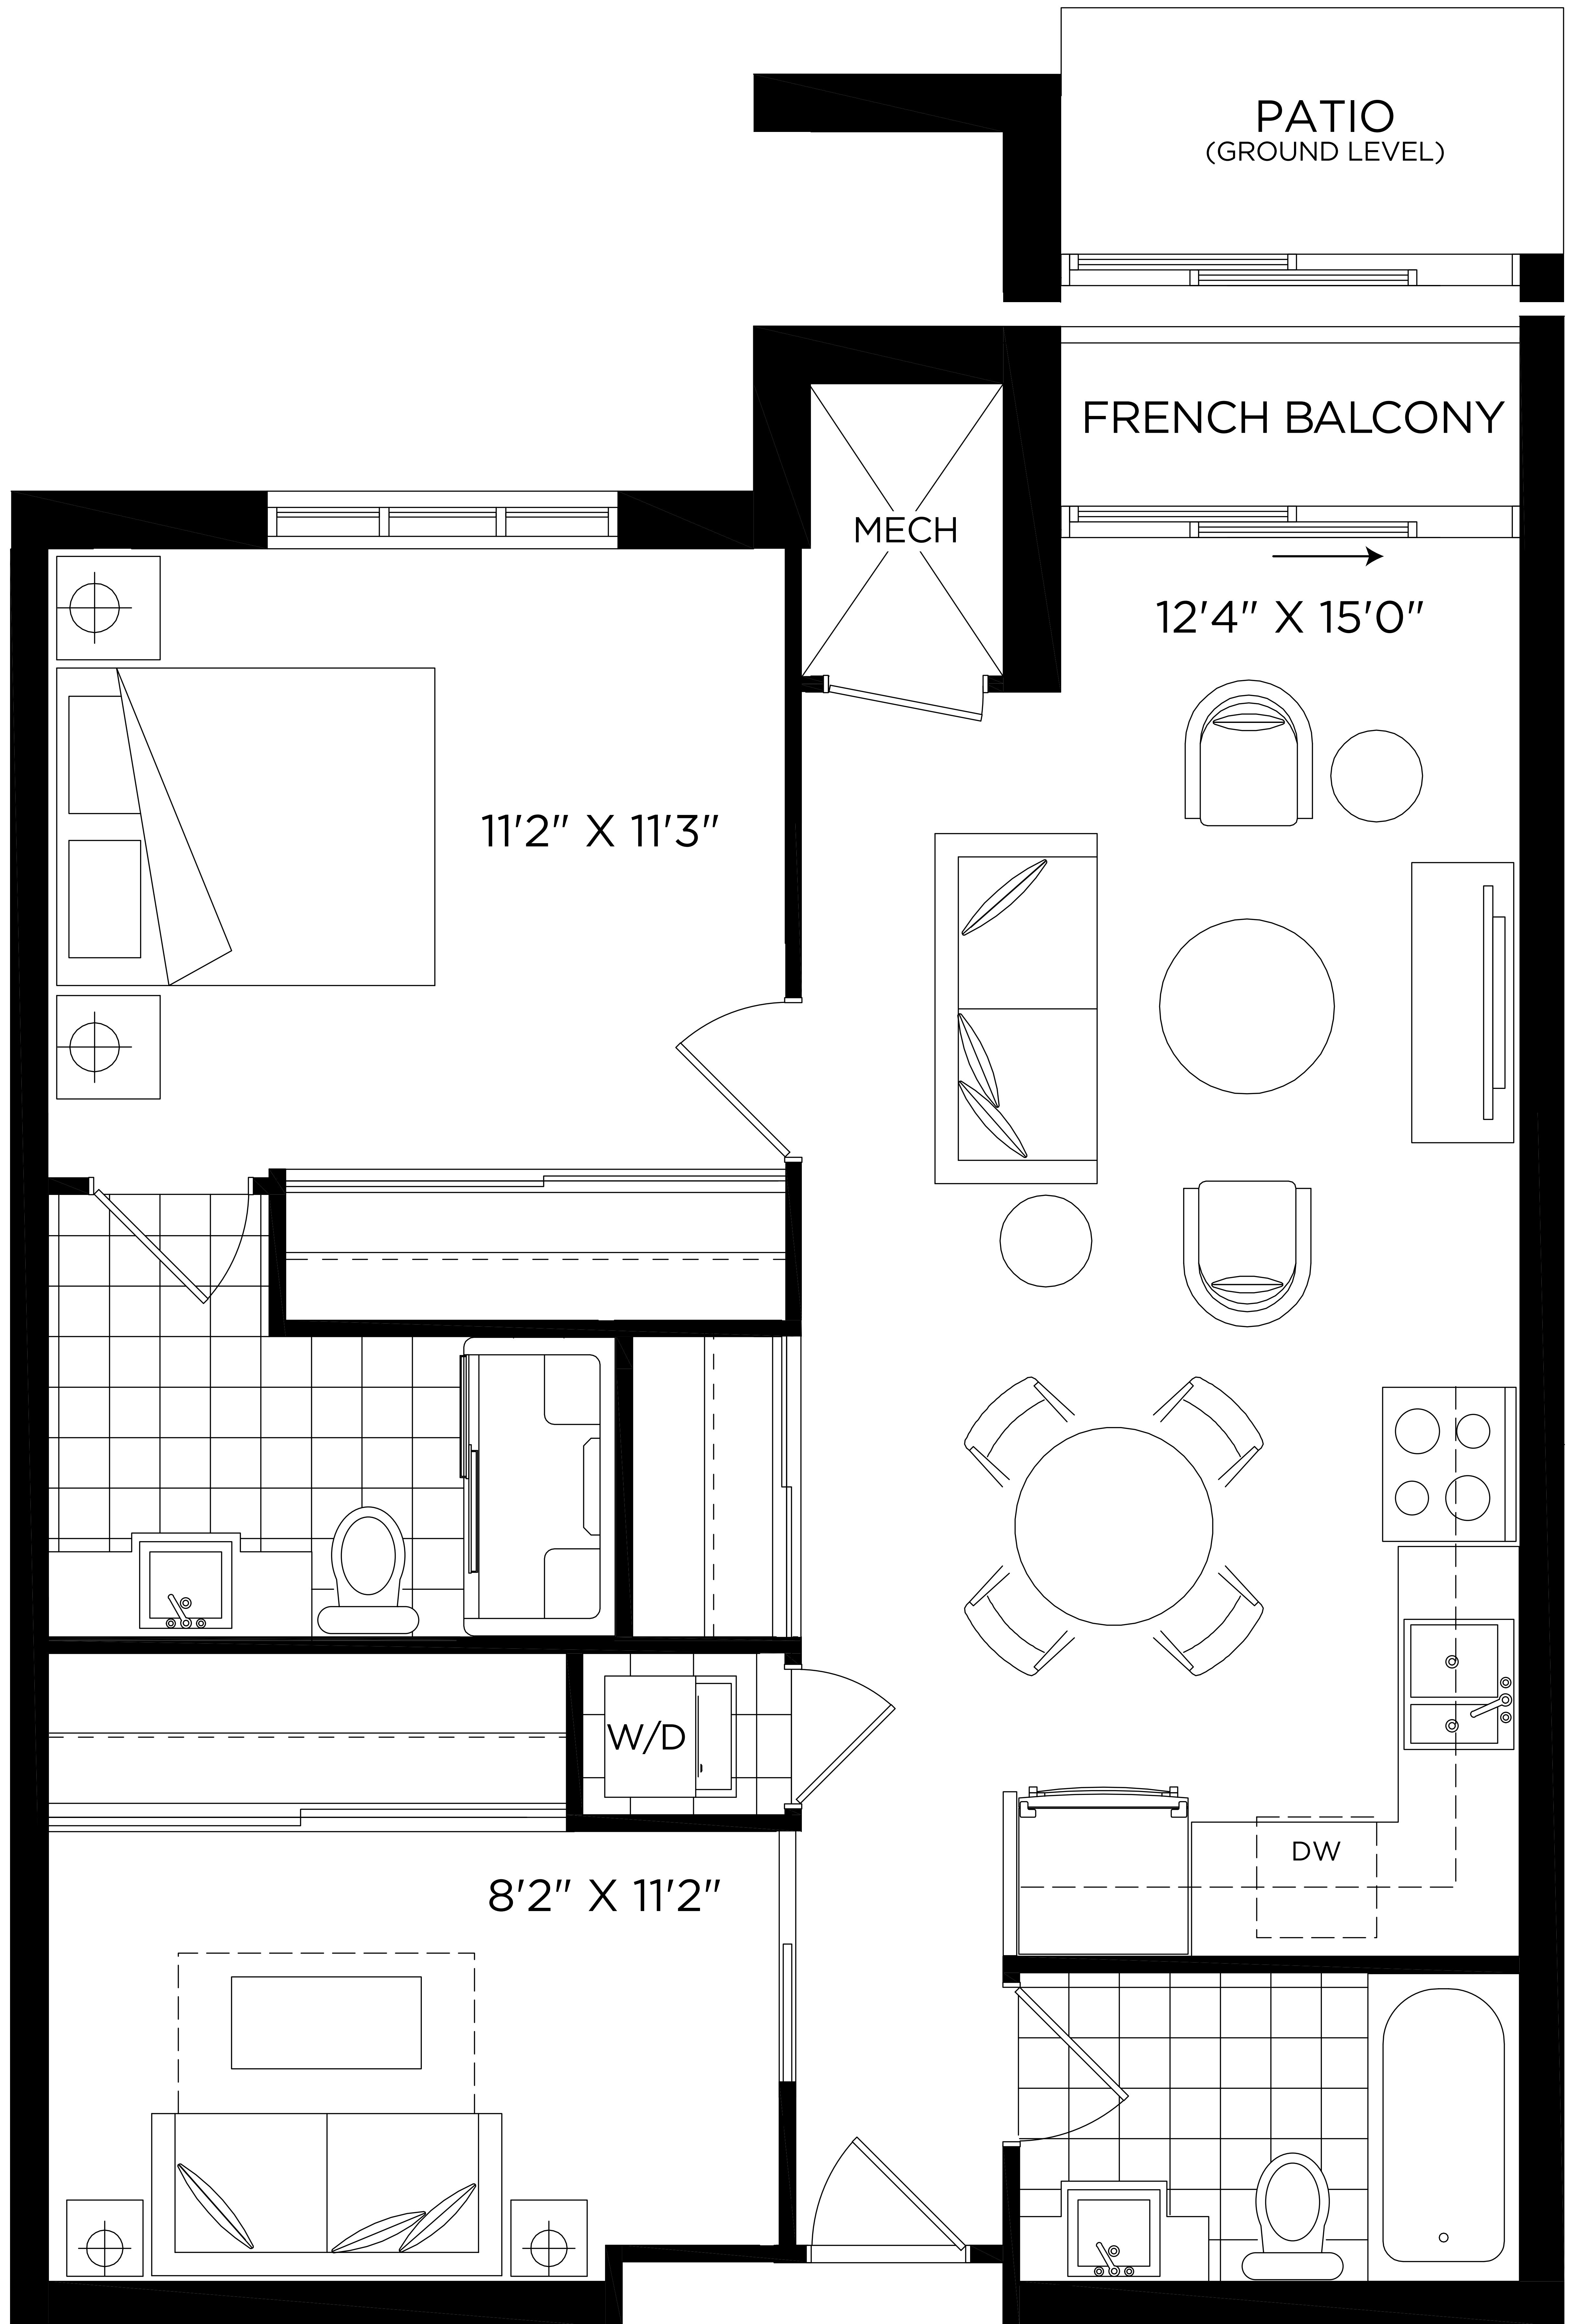 PATIO
(GROUND LEVEL)
FRENCH BALCONY
MECH
12'4" X 15'0"
11'2" X 11'3"
W/D
DW
8'2" X 11'2"